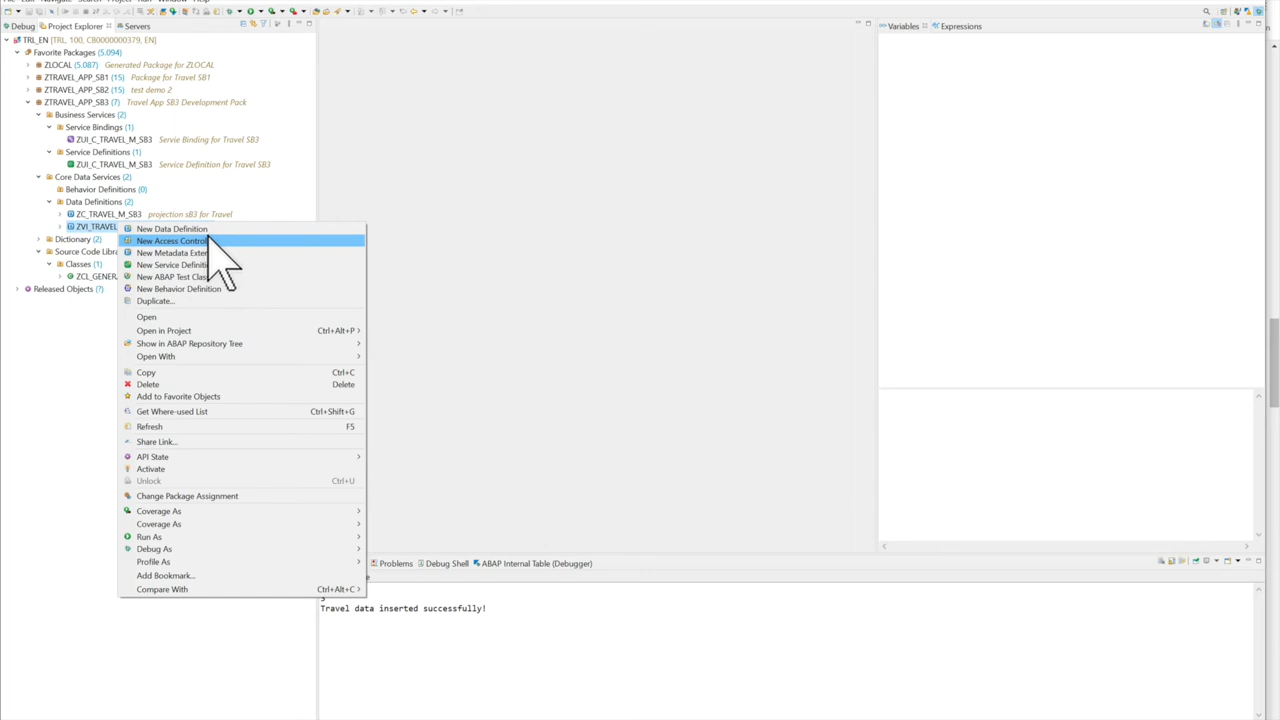 Debug Project Explorer Servers
Variables Expressions
TRL_EN [TRL, 100, CB0000000379, EN]
Favorite Packages (5.094)
ZLOCAL (5.087) Generated Package for ZLOCAL
ZTRAVEL_APP_SB1 (15) Package for Travel SB1
ZTRAVEL_APP_SB2 (15) test demo 2
ZTRAVEL_APP_SB3 (7) Travel App SB3 Development Pack
Business Services (2)
Service Bindings (1)
ZUI_C_TRAVEL_M_SB3 Servie Binding for Travel SB3
Service Definitions (1)
ZUI_C_TRAVEL_M_SB3 Service Definition for Travel SB3
Core Data Services (2)
Behavior Definitions (0)
Data Definitions (2)
ZC_TRAVEL_M_SB3 projection sB3 for Travel
ZVI_TRAVEL
Dictionary (2)
Source Code Libra
Classes (1)
ZCL_GENER
Released Objects (?)
New Data Definition
New Access Control
New Metadata Exten
New Service Definiti
New ABAP Test Clas
New Behavior Definition
Duplicate...
Open
Open in Project Ctrl+Alt+P
Show in ABAP Repository Tree
Open With
Copy Ctrl+C
Delete Delete
Add to Favorite Objects
Get Where-used List Ctrl+Shift+G
Refresh F5
Share Link...
API State
Activate
Unlock Ctrl+U
Change Package Assignment
Coverage As
Coverage As
Run As
Debug As
Profile As
Add Bookmark...
Compare With Ctrl+Alt+C
Problems Debug Shell ABAP Internal Table (Debugger)
Travel data inserted successfully!